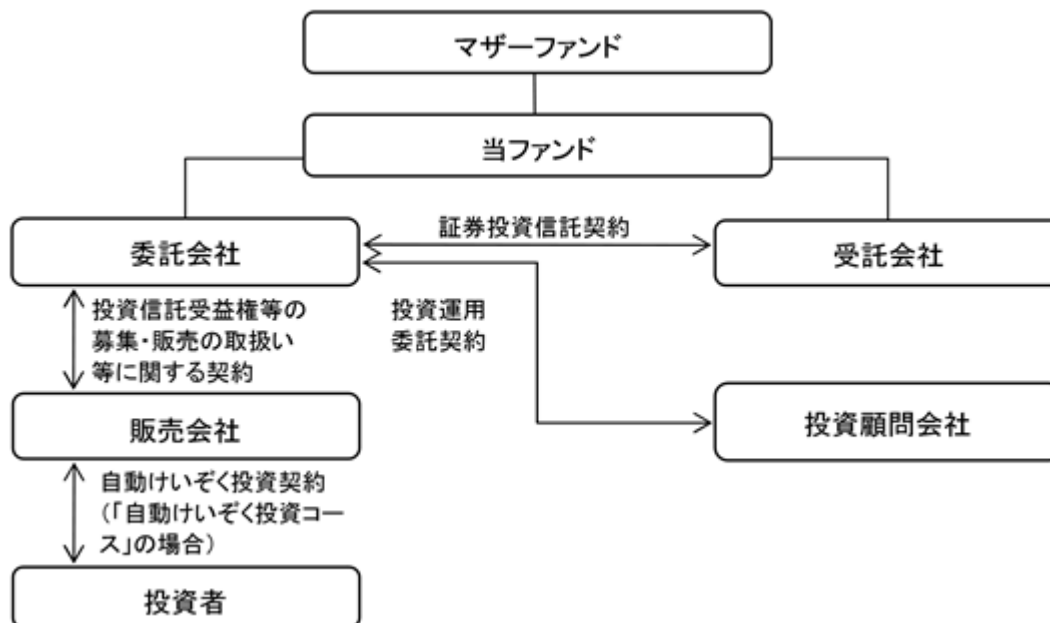 マザーファンド
当ファンド
証券投資信託契約
委託会社
受託会社
投資信託受益権等の
募集・販売の取扱い
等に関する契約
投資運用
委託契約
販売会社
投資顧問会社
自動けいぞく投資契約
(「自動けいぞく投資コー
ス」の場合)
投資者